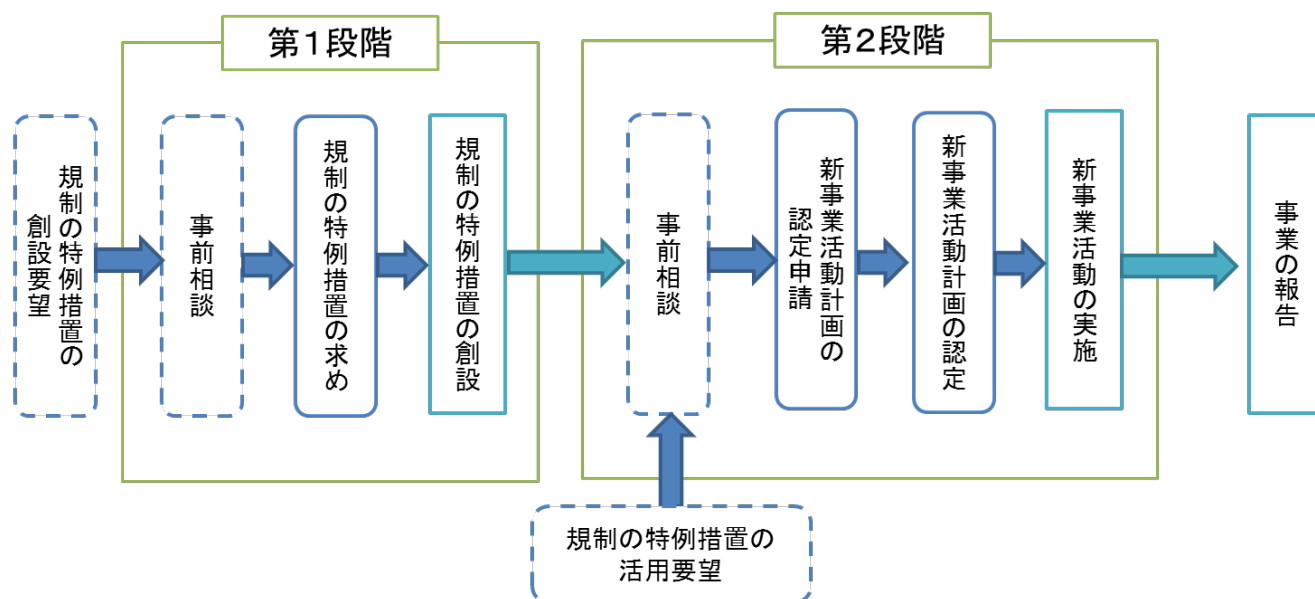 第1段階
第2段階
規制の特例措置の
創設要望
事前相談
規制の特例措置の求め
規制の特例措置の創設
事前相談
新事業活動計画の
認定申請
新事業活動計画の認定
新事業活動の実施
事業の報告
規制の特例措置の
活用要望